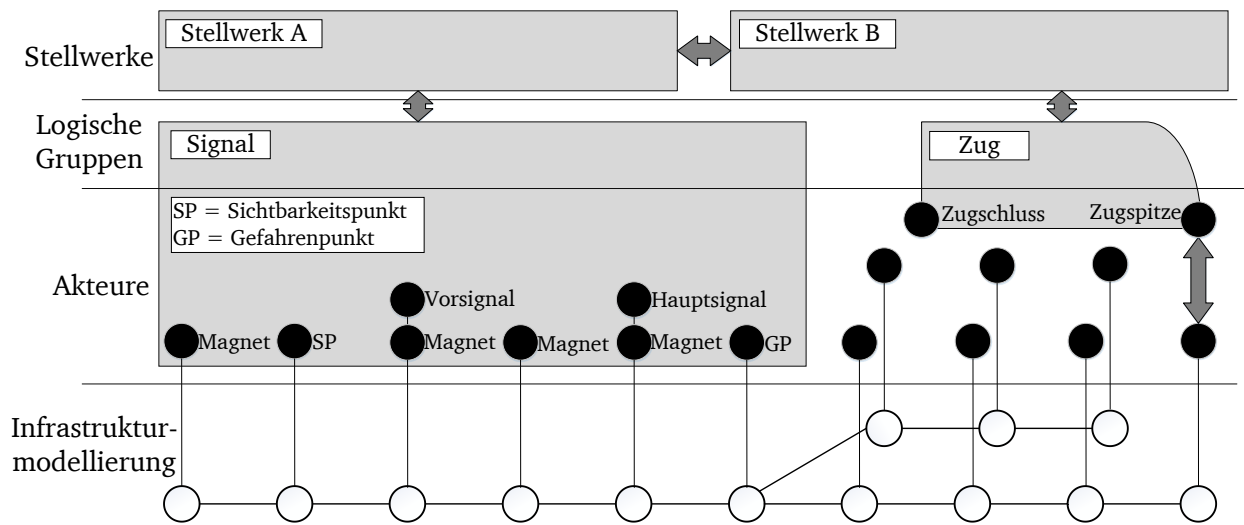 Stellwerke
Stellwerk A
Stellwerk B
Logische
Gruppen
Signal
Zug
SP = Sichtbarkeitspunkt
GP = Gefahrenpunkt
Zugschluss
Zugspitze
Akteure
Vorsignal
Hauptsignal
Magnet
SP
Magnet
Magnet
Magnet
GP
Infrastruktur-
modellierung